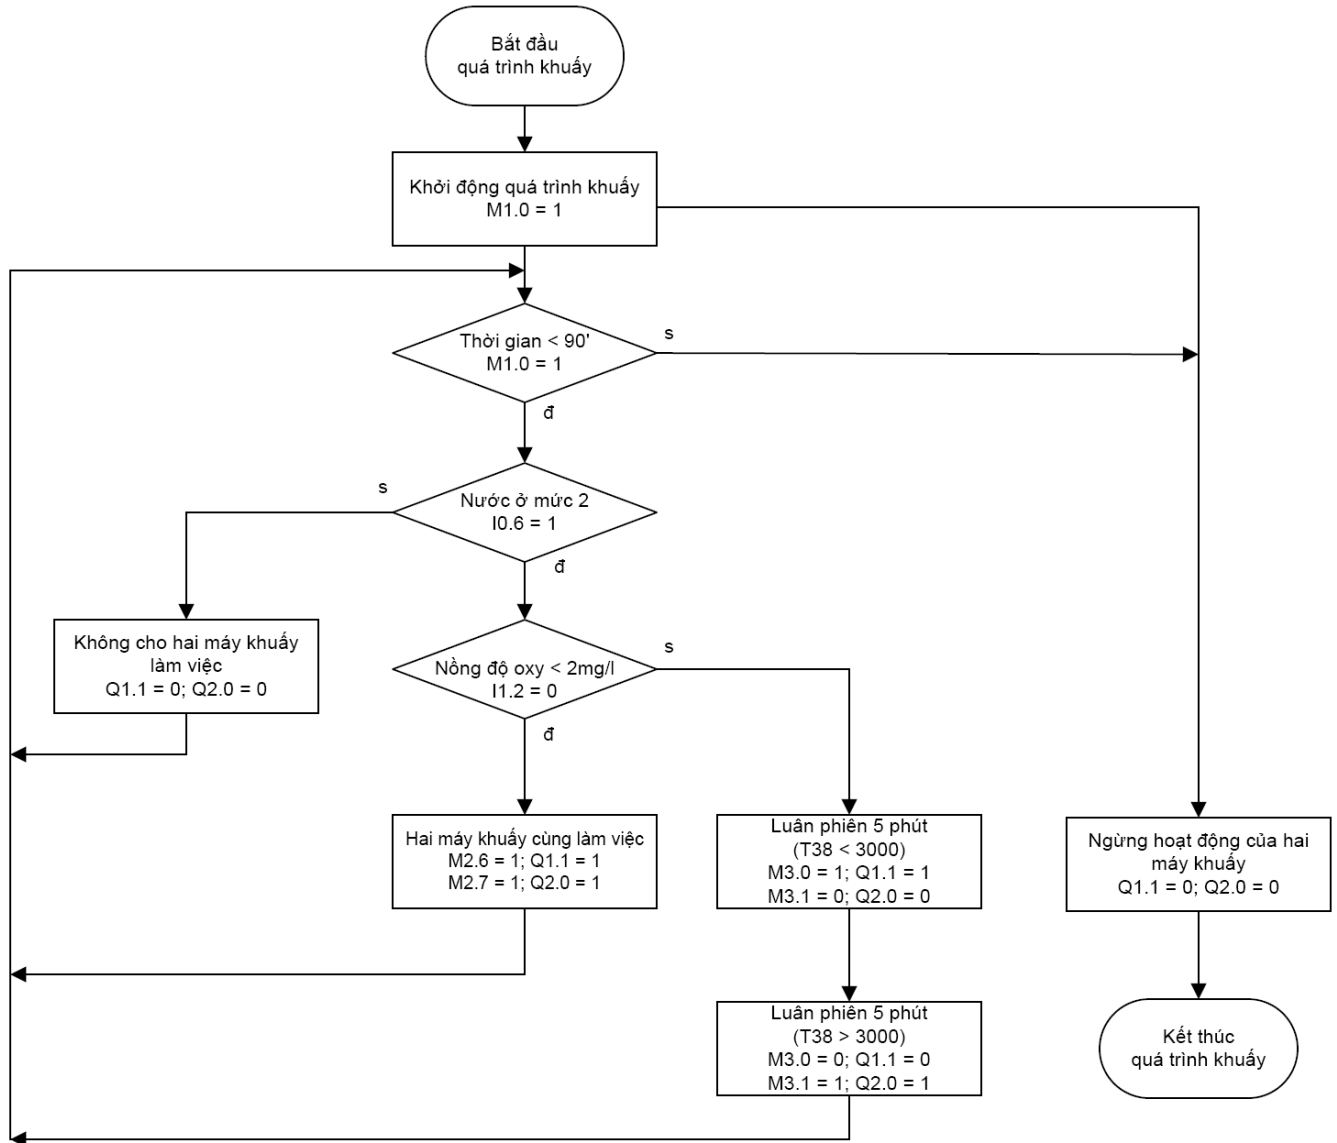 Bắt đầu
quá trình khuấy
Khởi động quá trình khuấy
M1.0 = 1
Thời gian < 90'
M1.0 = 1
s
đ
Nước ở mức 2
I0.6 = 1
s
đ
Không cho hai máy khuấy
làm việc
Q1.1 = 0; Q2.0 = 0
Nồng độ oxy < 2mg/l
I1.2 = 0
s
đ
Hai máy khuấy cùng làm việc
M2.6 = 1; Q1.1 = 1
M2.7 = 1; Q2.0 = 1
Luân phiên 5 phút
(T38 < 3000)
M3.0 = 1; Q1.1 = 1
M3.1 = 0; Q2.0 = 0
Ngừng hoạt động của hai
máy khuấy
Q1.1 = 0; Q2.0 = 0
Luân phiên 5 phút
(T38 > 3000)
M3.0 = 0; Q1.1 = 0
M3.1 = 1; Q2.0 = 1
Kết thúc
quá trình khuấy